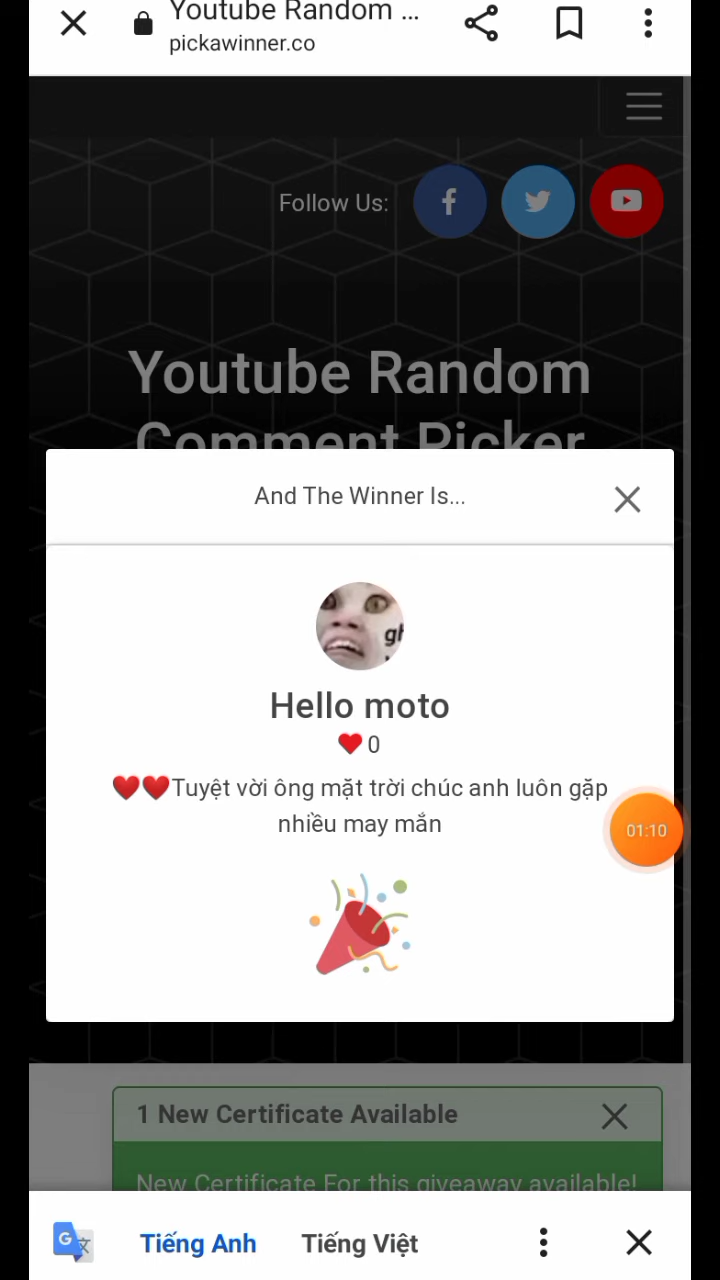 Youtube Random ...
pickawinner.co
Follow Us:
Youtube Random
Comment Picker
And The Winner Is...
gh
Hello moto
0
❤️❤️Tuyệt vời ông mặt trời chúc anh luôn gặp
nhiều may mắn
01:10
1 New Certificate Available
New Certificate For this giveaway available!
Tiếng Anh Tiếng Việt